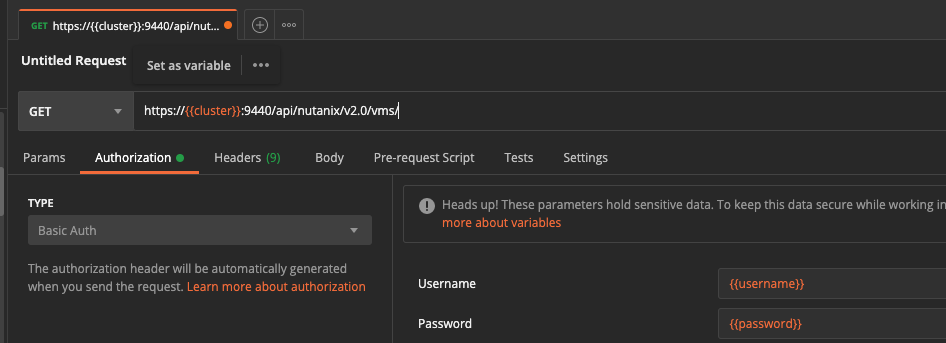 GET https://{{cluster}}:9440/api/nut...
Untitled Request
Set as variable
GET https://{{cluster}}:9440/api/nutanix/v2.0/vms/
Params Authorization Headers (9) Body Pre-request Script Tests Settings
TYPE
Basic Auth
The authorization header will be automatically generated
when you send the request. Learn more about authorization
Heads up! These parameters hold sensitive data. To keep this data secure while working in
more about variables
Username {{username}}
Password {{password}}